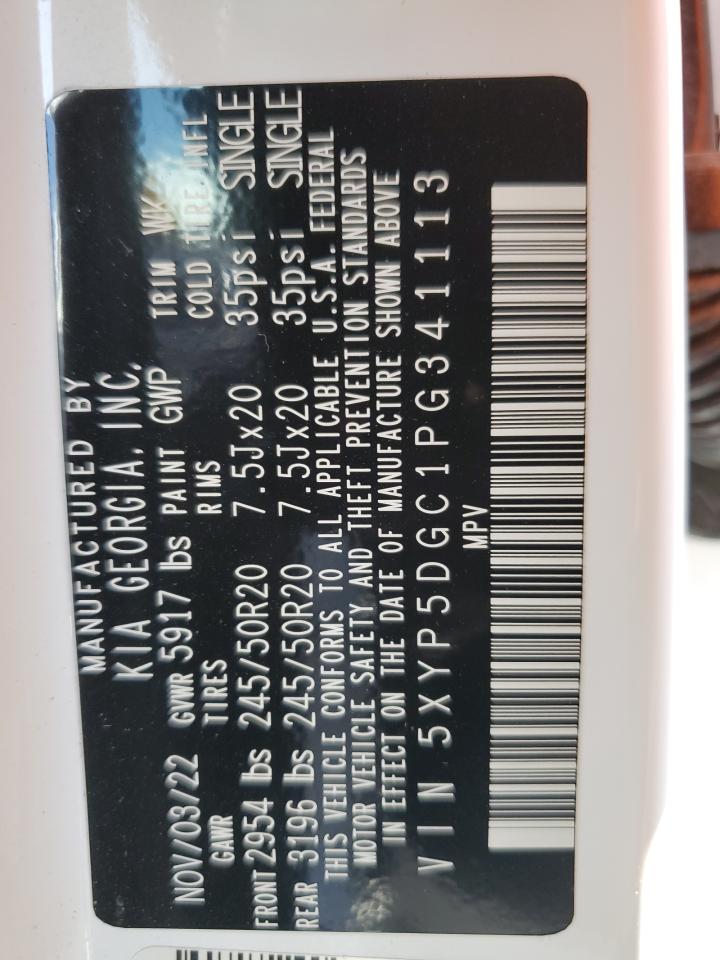 MANUFACTURED BY
KIA GEORGIA, INC.
NOV/03/22 GVWR 5917 lbs PAINT GWP TRIM WK
GAWR TIRES RIMS COLD TIRE INFL
FRONT 2954 lbs 245/50R20 7.5Jx20 35psi SINGLE
REAR 3196 lbs 245/50R20 7.5Jx20 35psi SINGLE
THIS VEHICLE CONFORMS TO ALL APPLICABLE U.S.A. FEDERAL
MOTOR VEHICLE SAFETY AND THEFT PREVENTION STANDARDS
IN EFFECT ON THE DATE OF MANUFACTURE SHOWN ABOVE
VIN 5XYP5DGC1PG341113
MPV